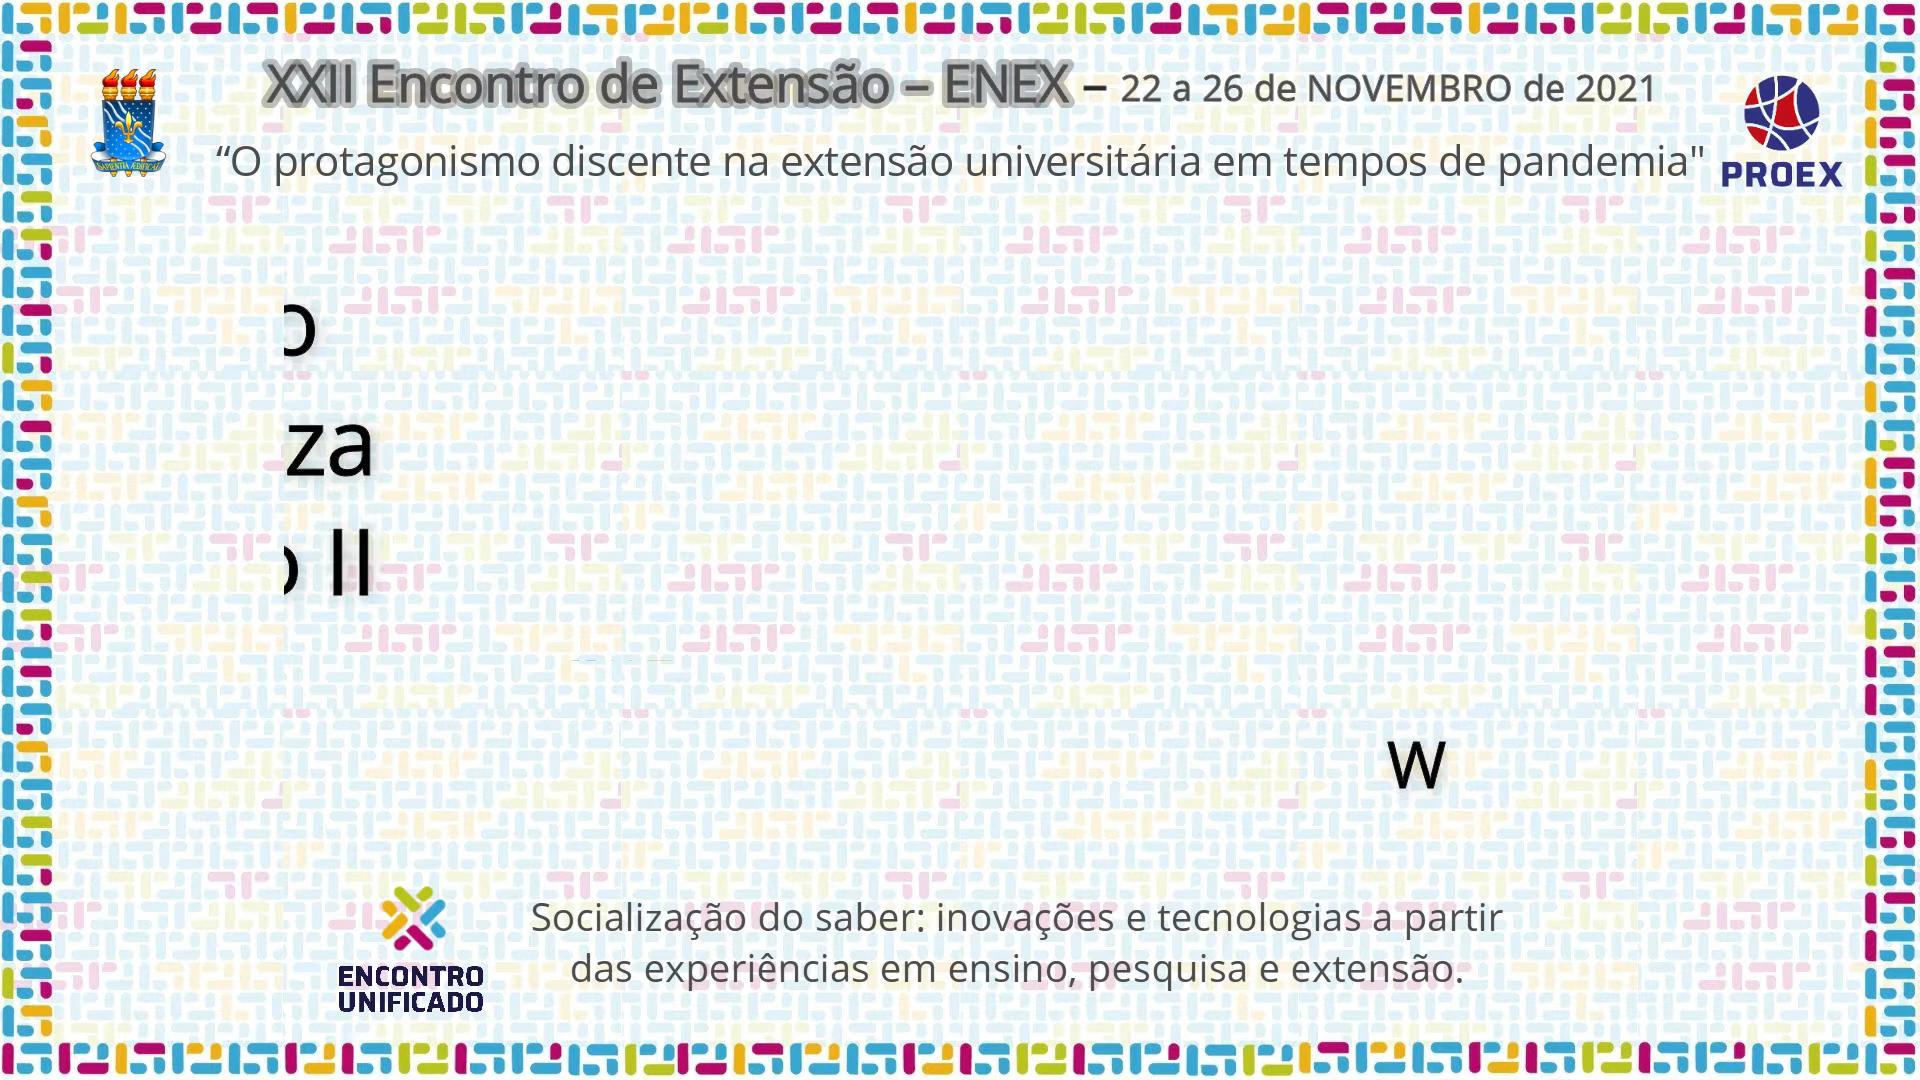 XXII Encontro de Extensão – ENEX – 22 a 26 de NOVEMBRO de 2021
“O protagonismo discente na extensão universitária em tempos de pandemia"
PROEX
za
II
W
Socialização do saber: inovações e tecnologias a partir
das experiências em ensino, pesquisa e extensão.
ENCONTRO
UNIFICADO